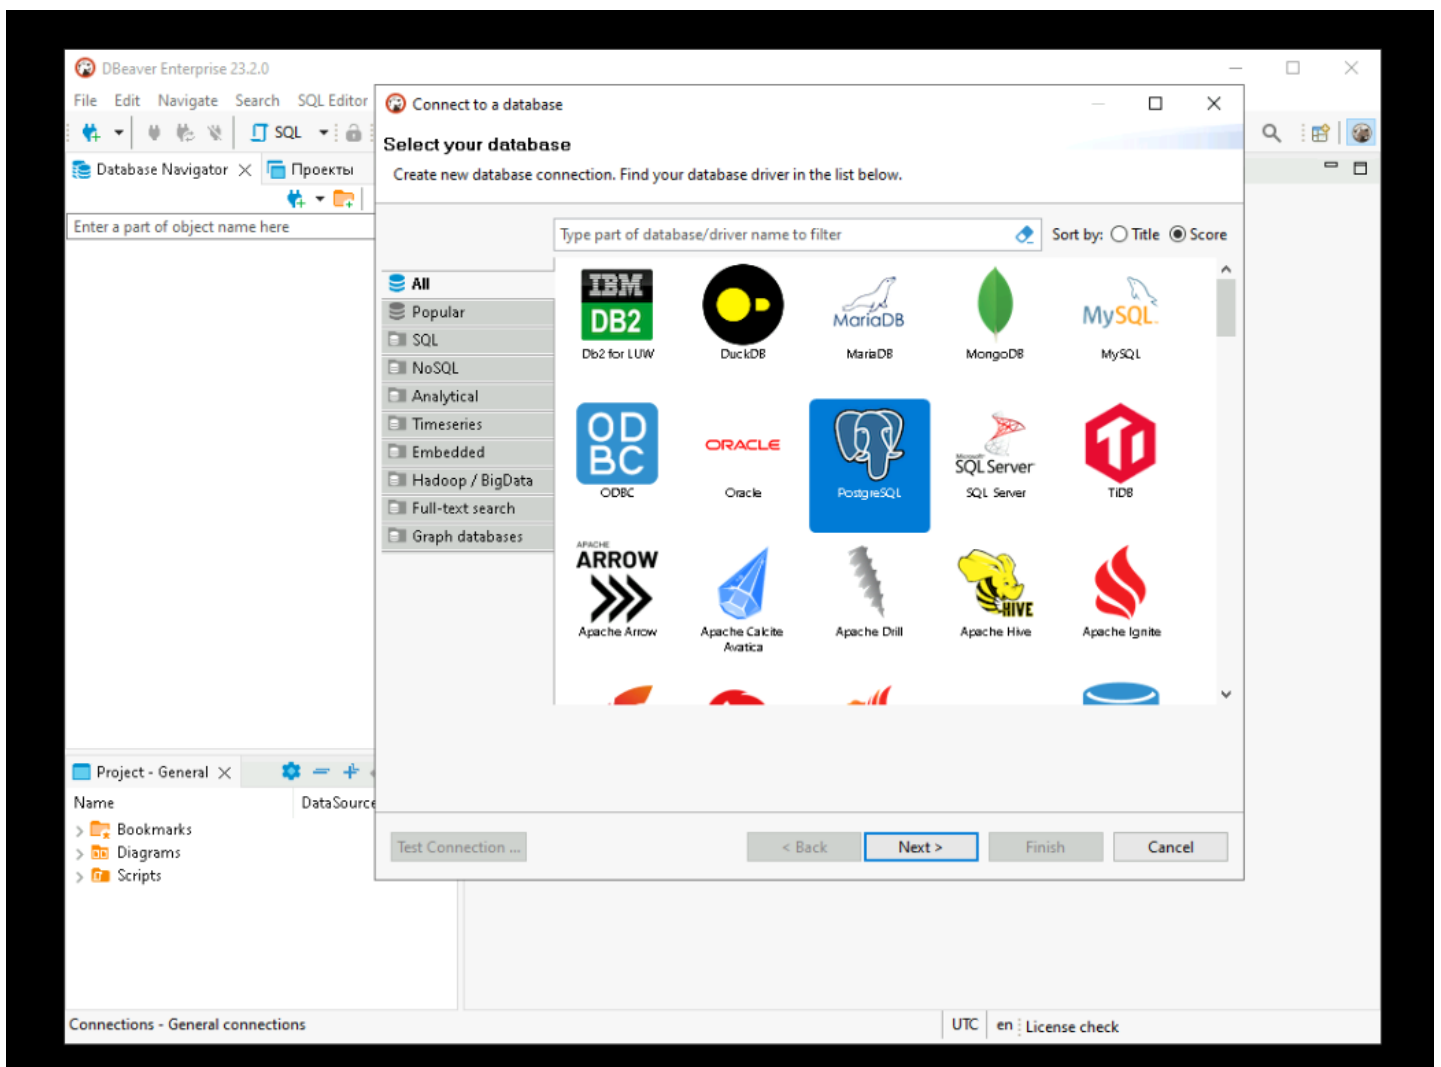 DBeaver Enterprise 23.2.0
File Edit Navigate Search SQL Editor
SQL
Database Navigator Проекты
Enter a part of object name here
Connect to a database
Select your database
Create new database connection. Find your database driver in the list below.
Type part of database/driver name to filter
Sort by: Title Score
All
Popular
SQL
NoSQL
Analytical
Timeseries
Embedded
Hadoop / BigData
Full-text search
Graph databases
IBM
DB2
MariaDB
MySQL
Db2 for LUW DuckDB MariaDB MongoDB MySQL
OD
BC
ORACLE
Microsoft
SQL Server
ODBC Oracle PostgreSQL SQL Server TiDB
APACHE
ARROW
HIVE
Apache Arrow Apache Calcite Apache Drill Apache Hive Apache Ignite
Avatica
Test Connection ... < Back Next > Finish Cancel
Project - General
Name DataSource
Bookmarks
Diagrams
Scripts
Connections - General connections
UTC en License check